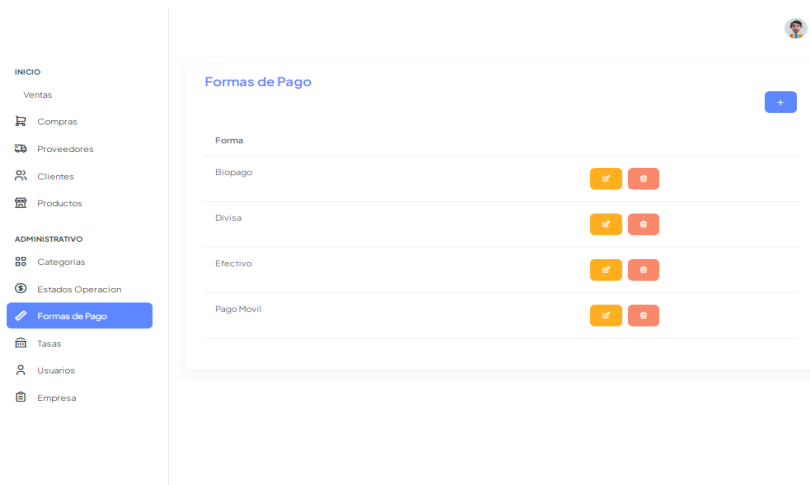 INICIO
Ventas
Compras
Proveedores
Clientes
Productos
ADMINISTRATIVO
Categorias
Estados Operacion
Formas de Pago
Tasas
Usuarios
Empresa
Formas de Pago
+
Forma
Biopago
Divisa
Efectivo
Pago Movil